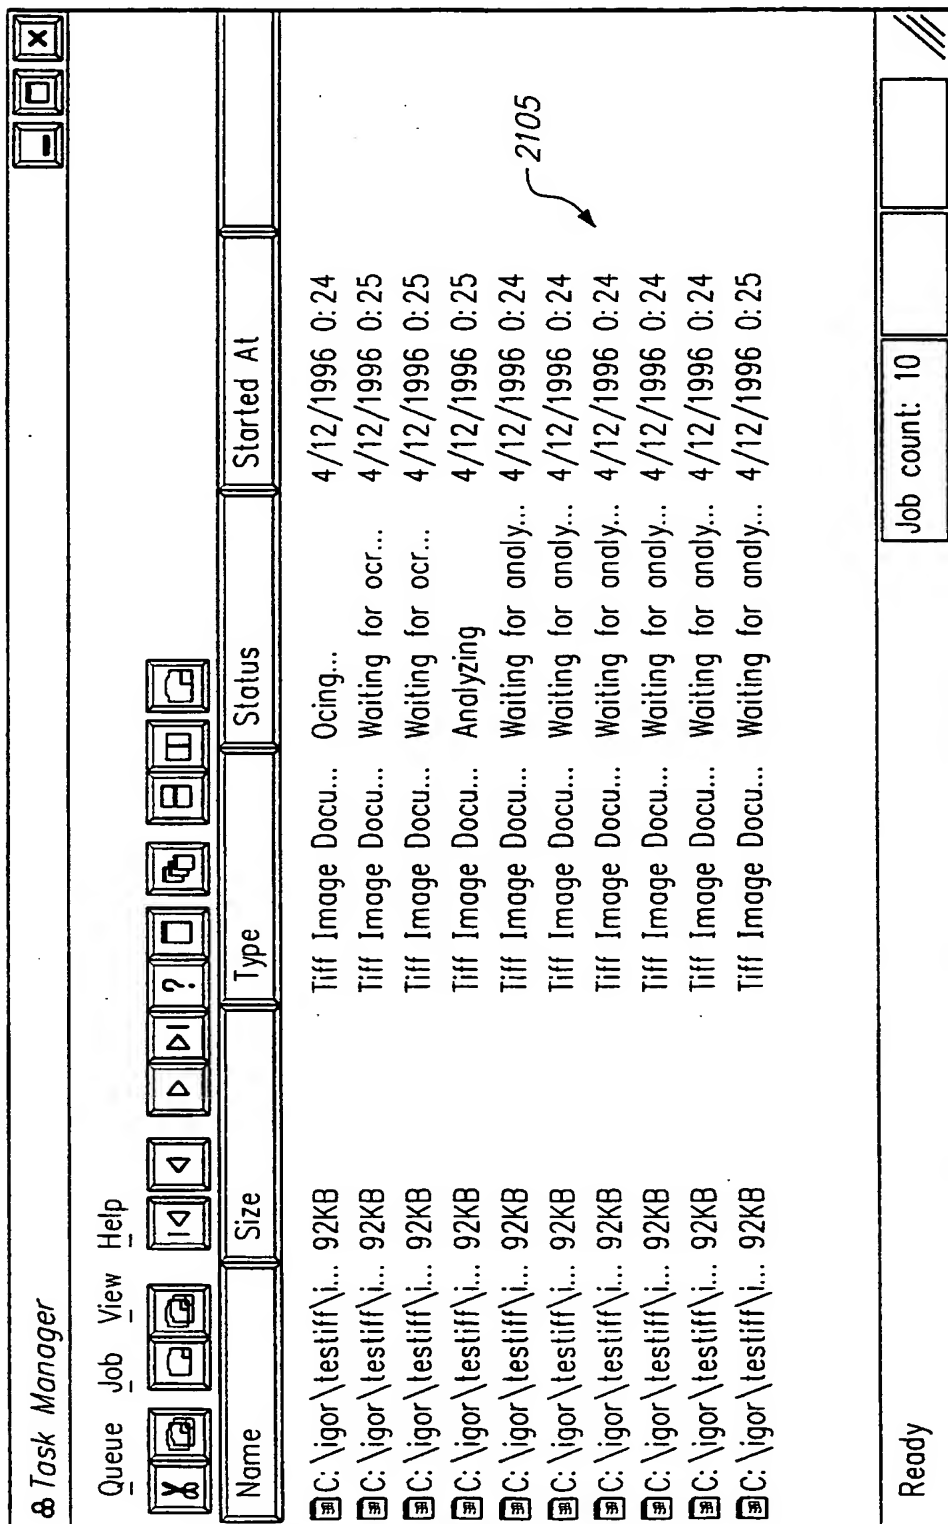 Task Manager
Queue Job View Help
?
Name Size Type Status Started At
C: \igor\testiff\i... 92KB Tiff Image Docu... Ocing... 4/12/1996 0:24
C: \igor\testiff\i... 92KB Tiff Image Docu... Waiting for ocr... 4/12/1996 0:25
C: \igor\testiff\i... 92KB Tiff Image Docu... Waiting for ocr... 4/12/1996 0:25
C: \igor\testiff\i... 92KB Tiff Image Docu... Analyzing 4/12/1996 0:25
C: \igor\testiff\i... 92KB Tiff Image Docu... Waiting for analy... 4/12/1996 0:24
C: \igor\testiff\i... 92KB Tiff Image Docu... Waiting for analy... 4/12/1996 0:24
C: \igor\testiff\i... 92KB Tiff Image Docu... Waiting for analy... 4/12/1996 0:24
C: \igor\testiff\i... 92KB Tiff Image Docu... Waiting for analy... 4/12/1996 0:24
C: \igor\testiff\i... 92KB Tiff Image Docu... Waiting for analy... 4/12/1996 0:24
C: \igor\testiff\i... 92KB Tiff Image Docu... Waiting for analy... 4/12/1996 0:25
2105
Ready Job count: 10